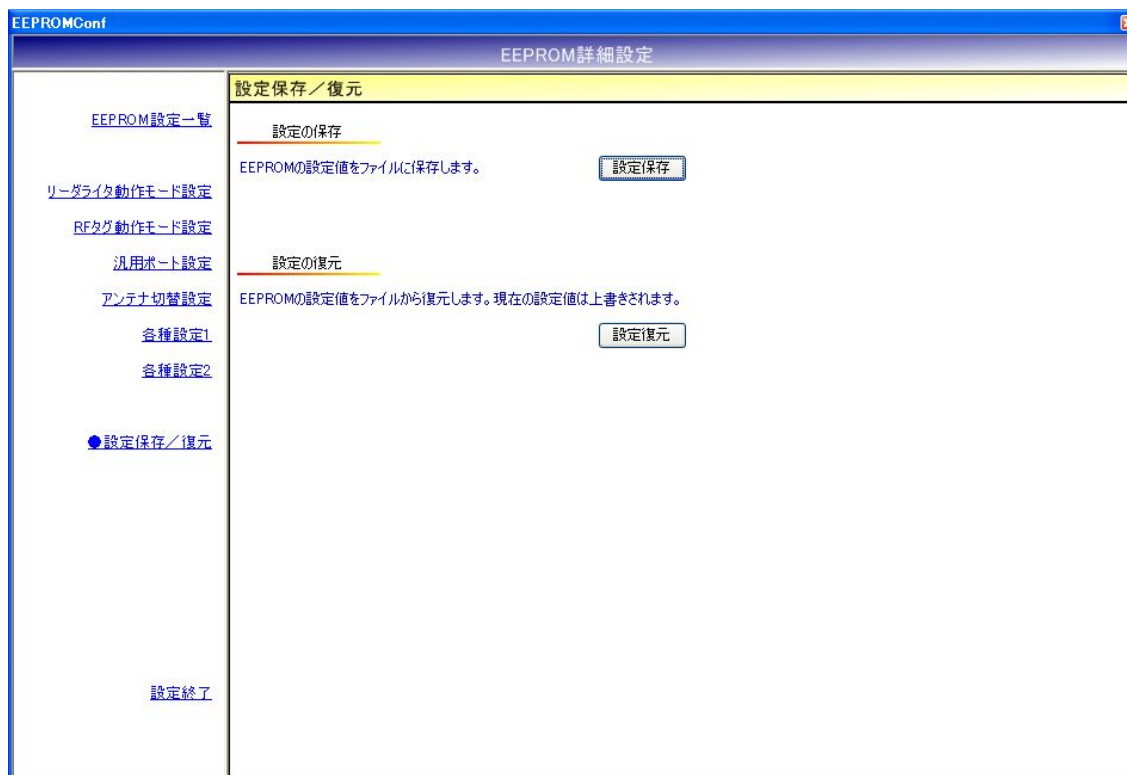 EEPROMConf
EEPROM詳細設定
EEPROM設定一覧
リーダライタ動作モード設定
RFタグ動作モード設定
汎用ポート設定
アンテナ切替設定
各種設定1
各種設定2
●設定保存／復元
設定終了
設定保存／復元
設定の保存
EEPROMの設定値をファイルに保存します。
設定保存
設定の復元
EEPROMの設定値をファイルから復元します。現在の設定値は上書きされます。
設定復元